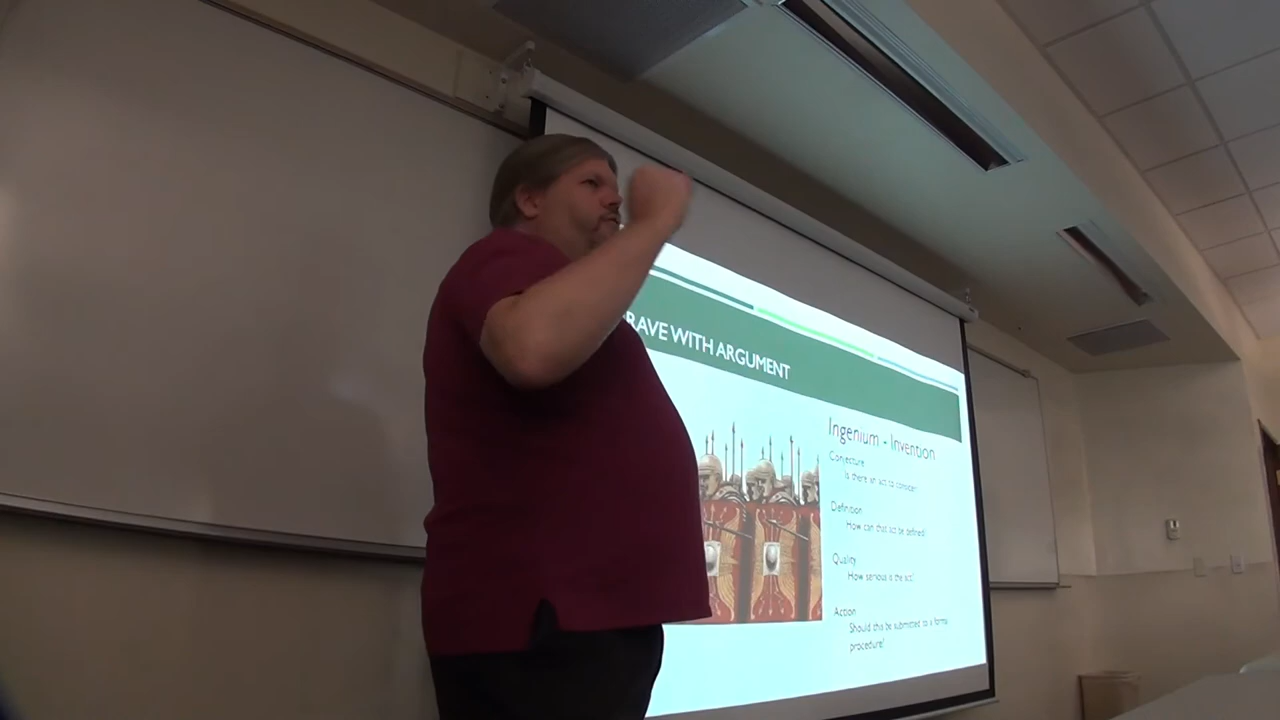 RAVE WITH ARGUMENT
Ingenium - Invention
Conjecture
Is there an act to consider?
Definition
How can that act be defined?
Quality
How serious is the act?
Action
Should this be submitted to a formal
procedure?